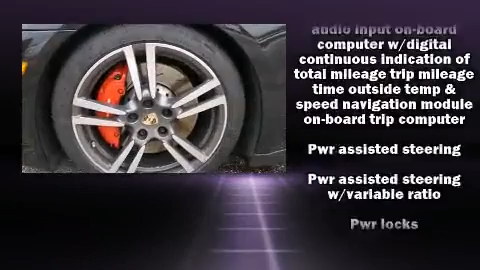 audio input on-board
computer w/digital
continuous indication of
total mileage trip mileage
time outside temp &
speed navigation module
on-board trip computer
Pwr assisted steering
Pwr assisted steering
w/variable ratio
Pwr locks